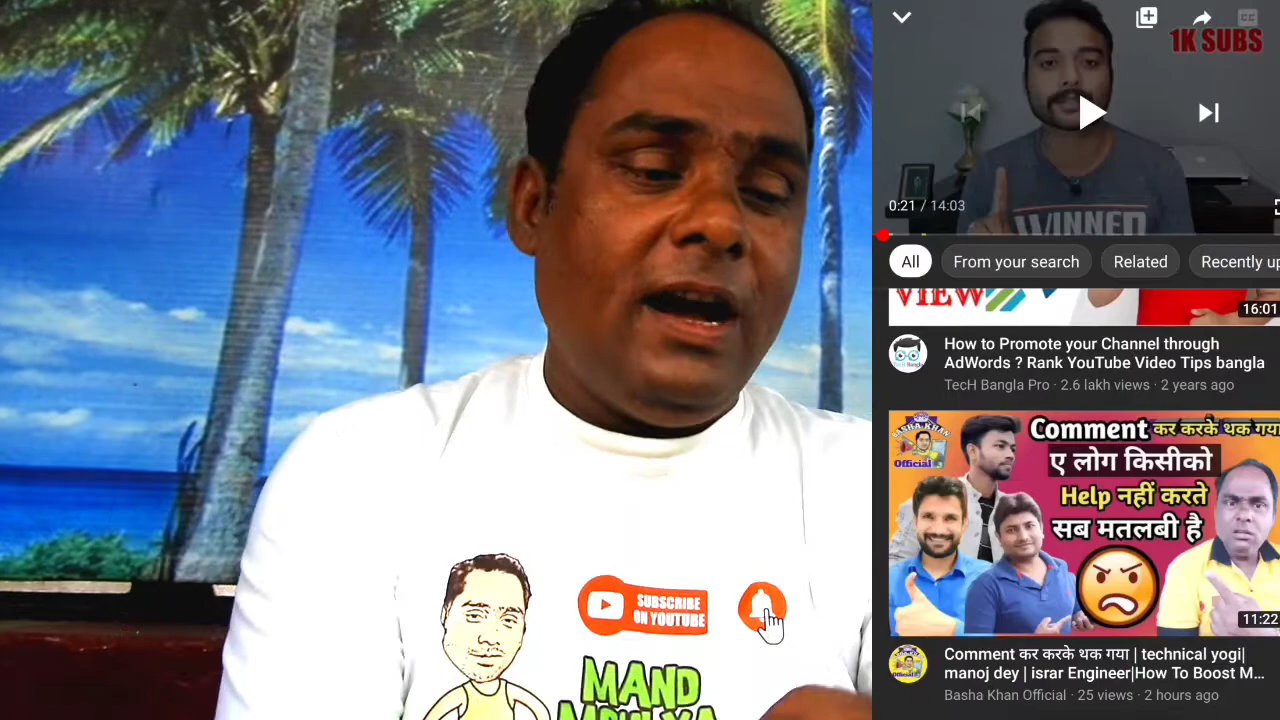 SUBSCRIBE
ON YOUTUBE
MAND
1K SUBS
WINNED
0:21 / 14:03
All
From your search
Related
Recently up
VIEW
16:01
How to Promote your Channel through
AdWords ? Rank YouTube Video Tips bangla
TecH Bangla Pro · 2.6 lakh views · 2 years ago
BASHA KHAN
Official
Comment कर करके थक गया
ए लोग किसीको
Help नहीं करते
सब मतलबी है
11:22
Comment कर करके थक गया | technical yogi|
manoj dey | israr Engineer|How To Boost M...
Basha Khan Official · 25 views · 2 hours ago